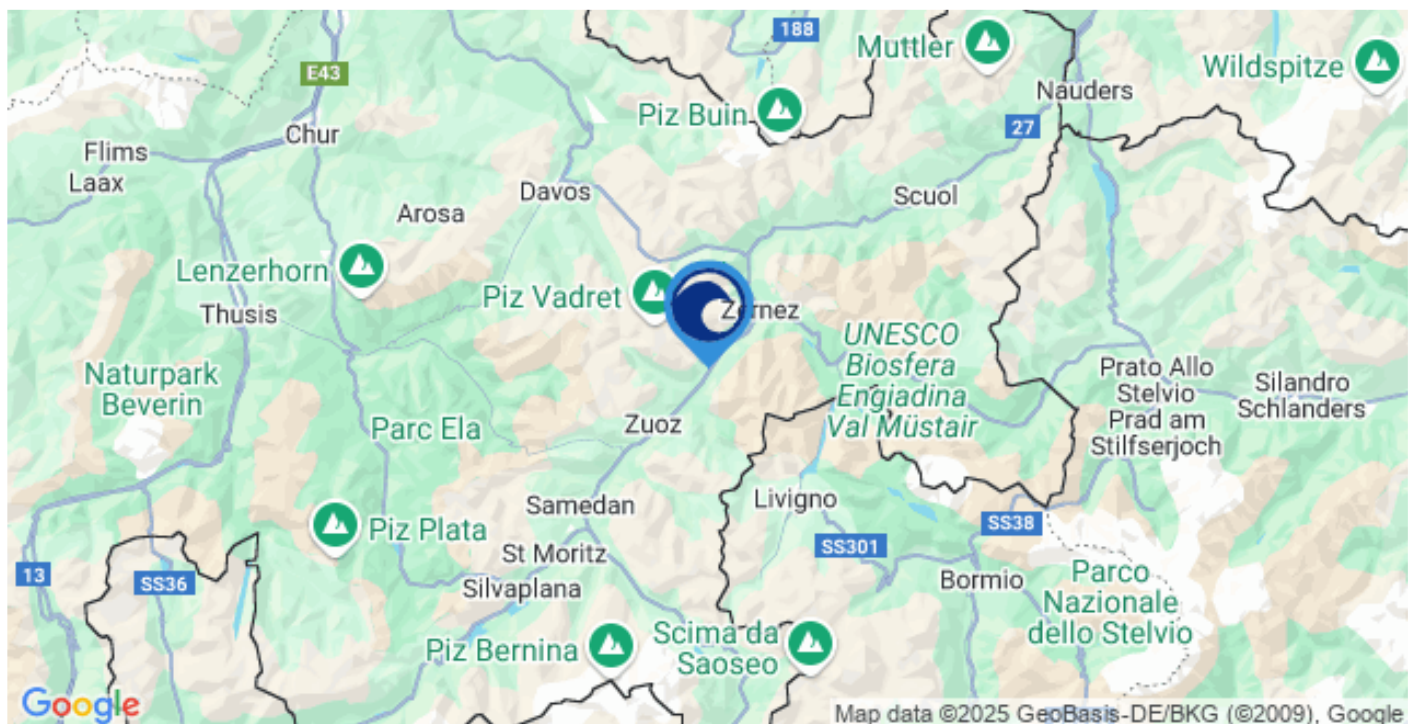 188
Muttler
Wildspitze
E43
Nauders
Piz Buin
27
Chur
Flims
Laax
Davos
Scuol
Arosa
Lenzerhorn
Piz Vadret
Thusis
Zernez
UNESCO
Biosfera
Engiadina
Val Müstair
Naturpark
Beverin
Prato Allo
Stelvio
Prad am
Stilfserjoch
Silandro
Schlanders
Parc Ela
Zuoz
Samedan
Livigno
Piz Plata
SS38
St Moritz
SS301
13
SS36
Silvaplana
Bormio
Parco
Nazionale
dello Stelvio
Piz Bernina
Scima da
Saoseo
Google
Map data ©2025 GeoBasis-DE/BKG (©2009), Google